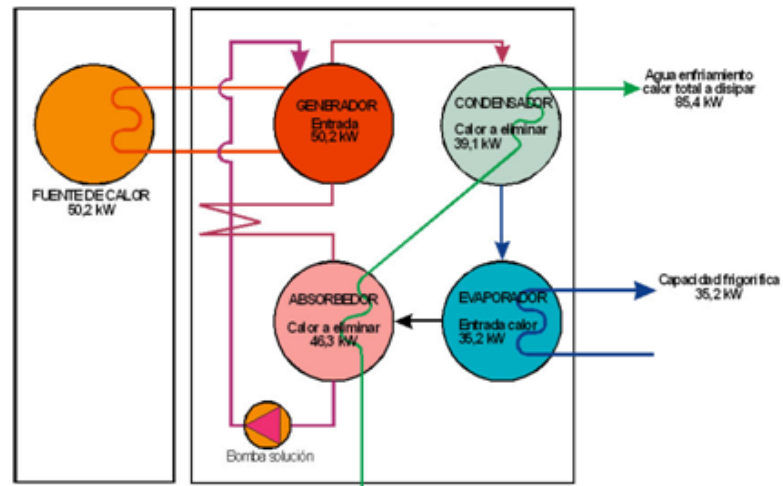 GENERADOR
Entrada
50,2 kW
CONDENSADOR
Calor a eliminar
39,1 kW
Agua enfriamiento
calor total a disipar
85,4 kW
FUENTE DE CALOR
50,2 kW
ABSORBEDOR
Calor a eliminar
46,3 kW
EVAPORADOR
Entrada calor
35,2 kW
Capacidad frigorifica
35,2 kW
Bomba solución